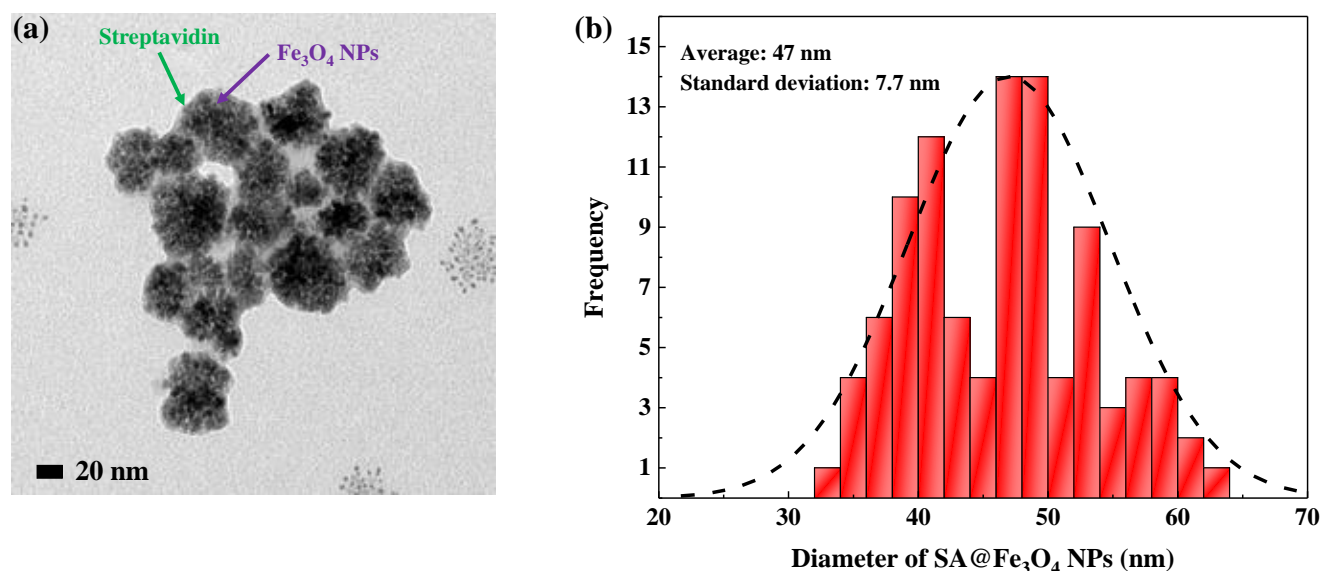 (a)
Streptavidin
Fe₃O₄ NPs
20 nm
(b)
Average: 47 nm
Standard deviation: 7.7 nm
Frequency
15
13
11
9
7
5
3
1
20 30 40 50 60 70
Diameter of SA@Fe₃O₄ NPs (nm)